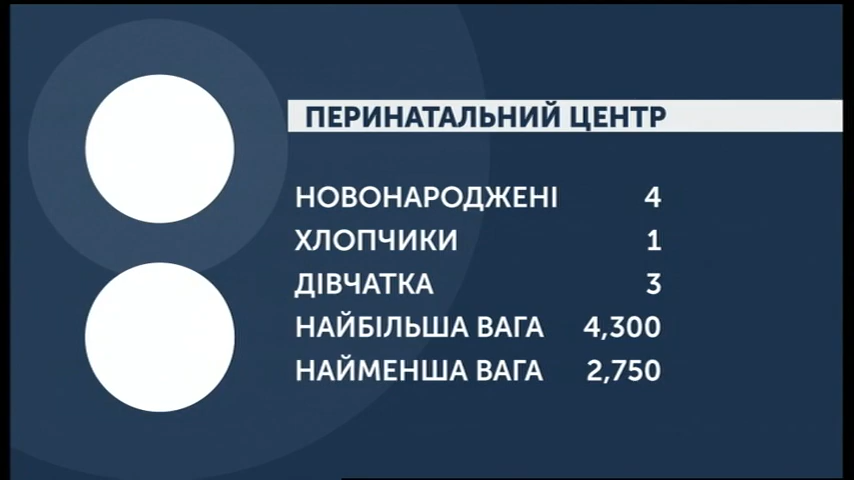 ПЕРИНАТАЛЬНИЙ ЦЕНТР
НОВОНАРОДЖЕНІ 4
ХЛОПЧИКИ 1
ДІВЧАТКА 3
НАЙБІЛЬША ВАГА 4,300
НАЙМЕНША ВАГА 2,750